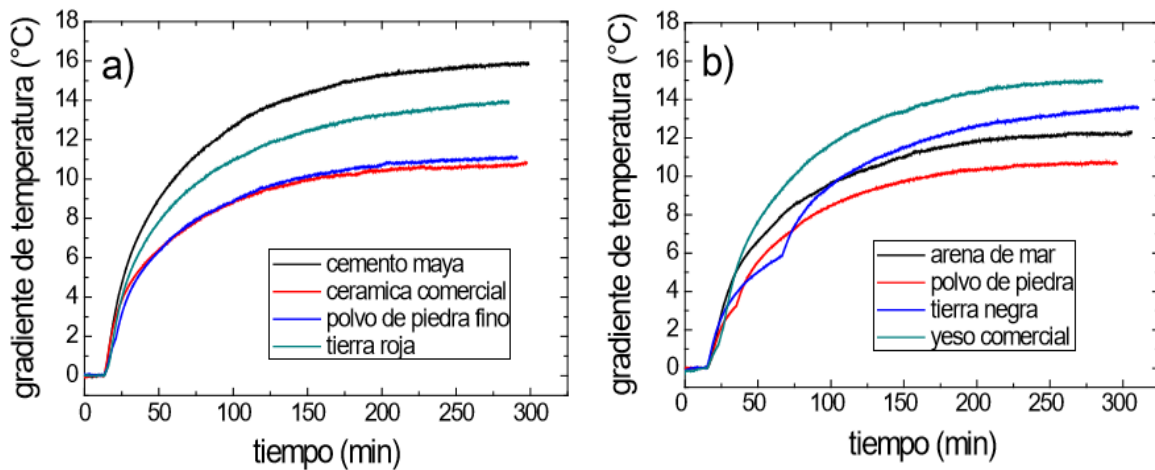 a)
gradiente de temperatura (°C)
18
16
14
12
10
8
6
4
2
0
cemento maya
ceramica comercial
polvo de piedra fino
tierra roja
0 50 100 150 200 250 300
tiempo (min)
b)
gradiente de temperatura (°C)
18
16
14
12
10
8
6
4
2
0
arena de mar
polvo de piedra
tierra negra
yeso comercial
0 50 100 150 200 250 300
tiempo (min)